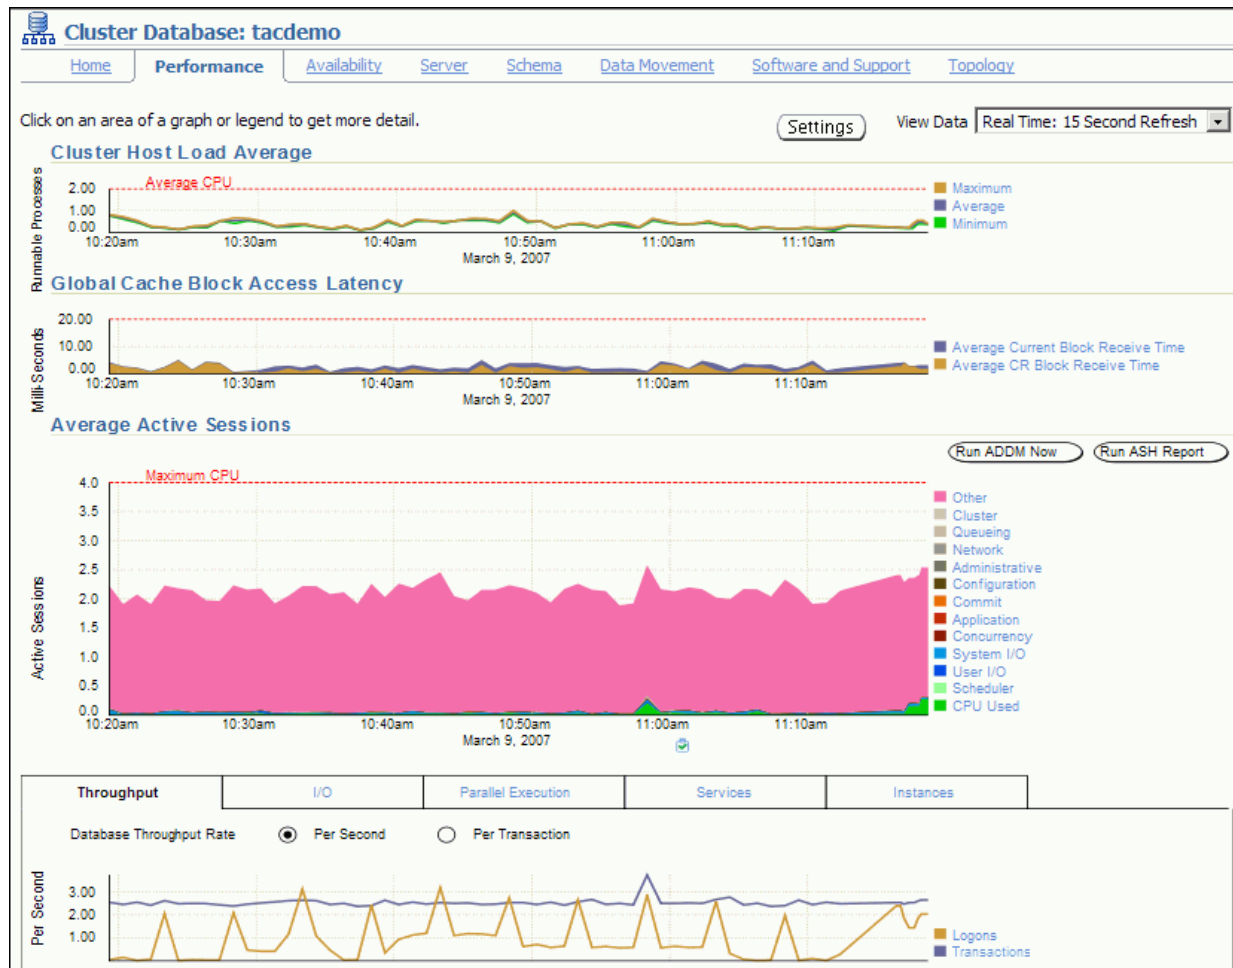 Cluster Database: tacdemo
Home Performance Availability Server Schema Data Movement Software and Support Topology
Click on an area of a graph or legend to get more detail.
Settings
View Data Real Time: 15 Second Refresh
Cluster Host Load Average
Runnable Processes
Average CPU
2.00
1.00
0.00
10:20am 10:30am 10:40am 10:50am 11:00am 11:10am
March 9, 2007
Maximum
Average
Minimum
Global Cache Block Access Latency
Milli-Seconds
20.00
10.00
0.00
10:20am 10:30am 10:40am 10:50am 11:00am 11:10am
March 9, 2007
Average Current Block Receive Time
Average CR Block Receive Time
Average Active Sessions
Run ADDM Now Run ASH Report
Active Sessions
Maximum CPU
4.0
3.5
3.0
2.5
2.0
1.5
1.0
0.5
0.0
10:20am 10:30am 10:40am 10:50am 11:00am 11:10am
March 9, 2007
Other
Cluster
Queueing
Network
Administrative
Configuration
Commit
Application
Concurrency
System I/O
User I/O
Scheduler
CPU Used
Throughput I/O Parallel Execution Services Instances
Database Throughput Rate Per Second Per Transaction
Per Second
3.00
2.00
1.00
Logons
Transactions